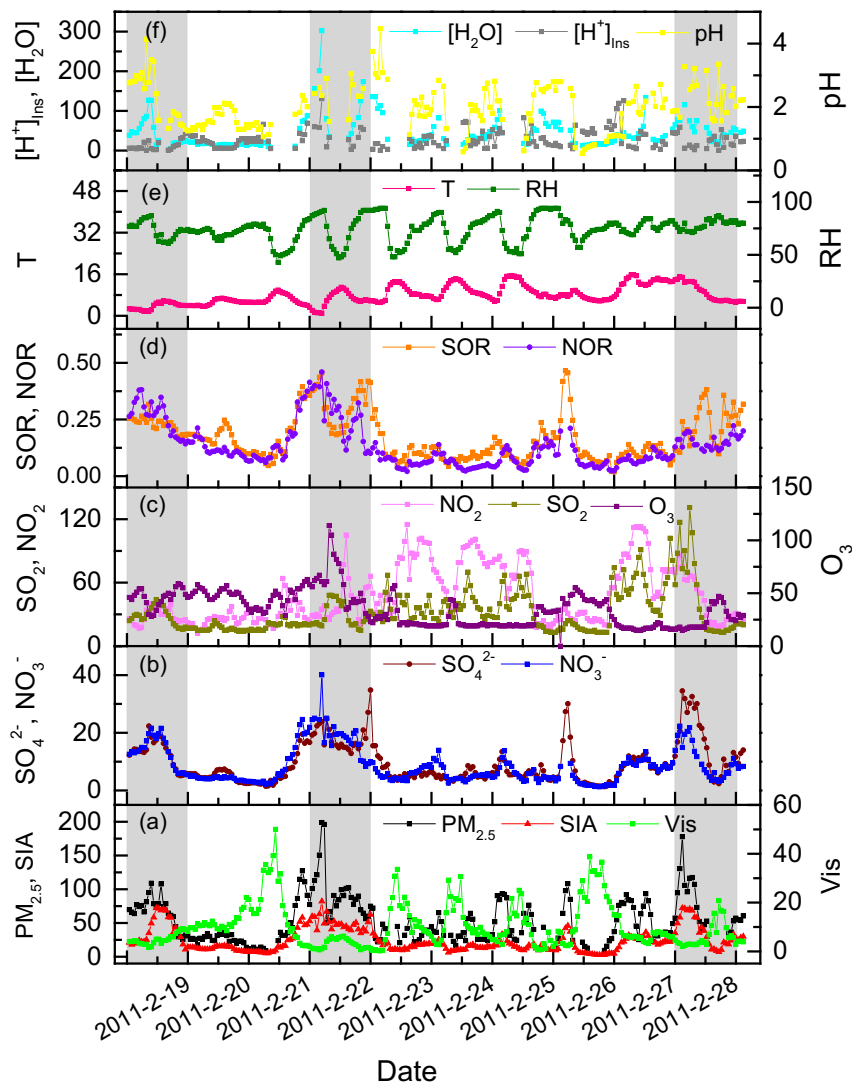 (f) [H2O] [H+]Ins pH
[H+]Ins, [H2O]
300
200
100
50
0
4
2
0
pH
(e) T RH
T
48
32
16
0
100
50
0
RH
(d) SOR NOR
SOR, NOR
0.50
0.25
0.00
(c) NO2 SO2 O3
SO2, NO2
120
60
0
150
100
50
0
O3
(b) SO4 2- NO3 -
SO4 2-, NO3 -
40
20
0
(a) PM2.5 SIA Vis
PM2.5, SIA
200
150
100
50
0
60
40
20
0
Vis
2011-2-19
2011-2-20
2011-2-21
2011-2-22
2011-2-23
2011-2-24
2011-2-25
2011-2-26
2011-2-27
2011-2-28
Date